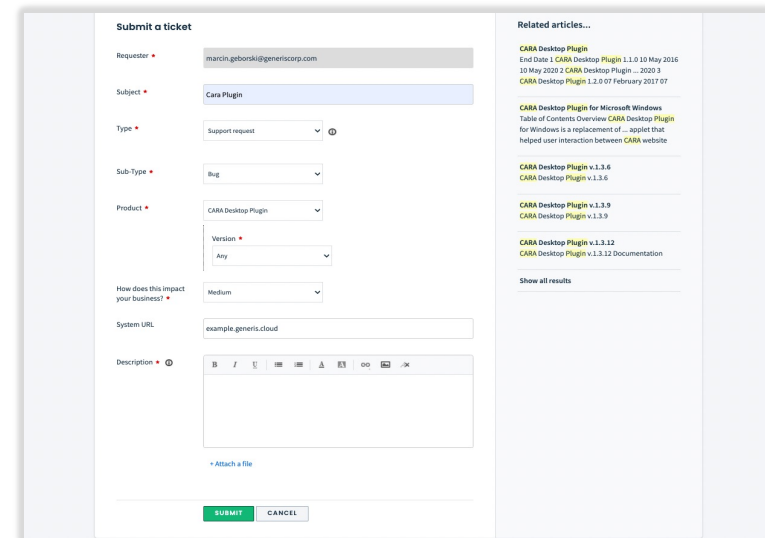 Submit a ticket
Requester *
marcin.geborski@generiscorp.com
Subject *
Cara Plugin
Type *
Support request
Sub-Type *
Bug
Product *
CARA Desktop Plugin
Version *
Any
How does this impact
your business? *
Medium
System URL
example.generis.cloud
Description *
B I U A A
+ Attach a file
SUBMIT CANCEL
Related articles...
CARA Desktop Plugin
End Date 1 CARA Desktop Plugin 1.1.0 10 May 2016
10 May 2020 2 CARA Desktop Plugin ... 2020 3
CARA Desktop Plugin 1.2.0 07 February 2017 07
CARA Desktop Plugin for Microsoft Windows
Table of Contents Overview CARA Desktop Plugin
for Windows is a replacement of ... applet that
helped user interaction between CARA website
CARA Desktop Plugin v.1.3.6
CARA Desktop Plugin v.1.3.6
CARA Desktop Plugin v.1.3.9
CARA Desktop Plugin v.1.3.9
CARA Desktop Plugin v.1.3.12
CARA Desktop Plugin v.1.3.12 Documentation
Show all results